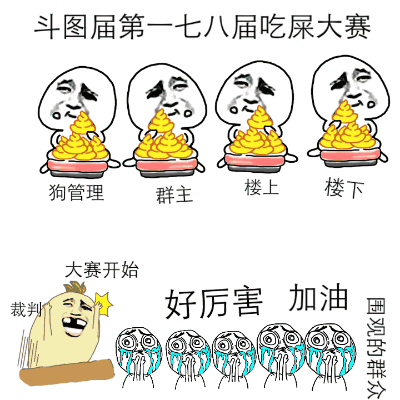 斗图届第一七八届吃屎大赛
狗管理
群主
楼上
楼下
大赛开始
裁判
好厉害
加油
围观的群众